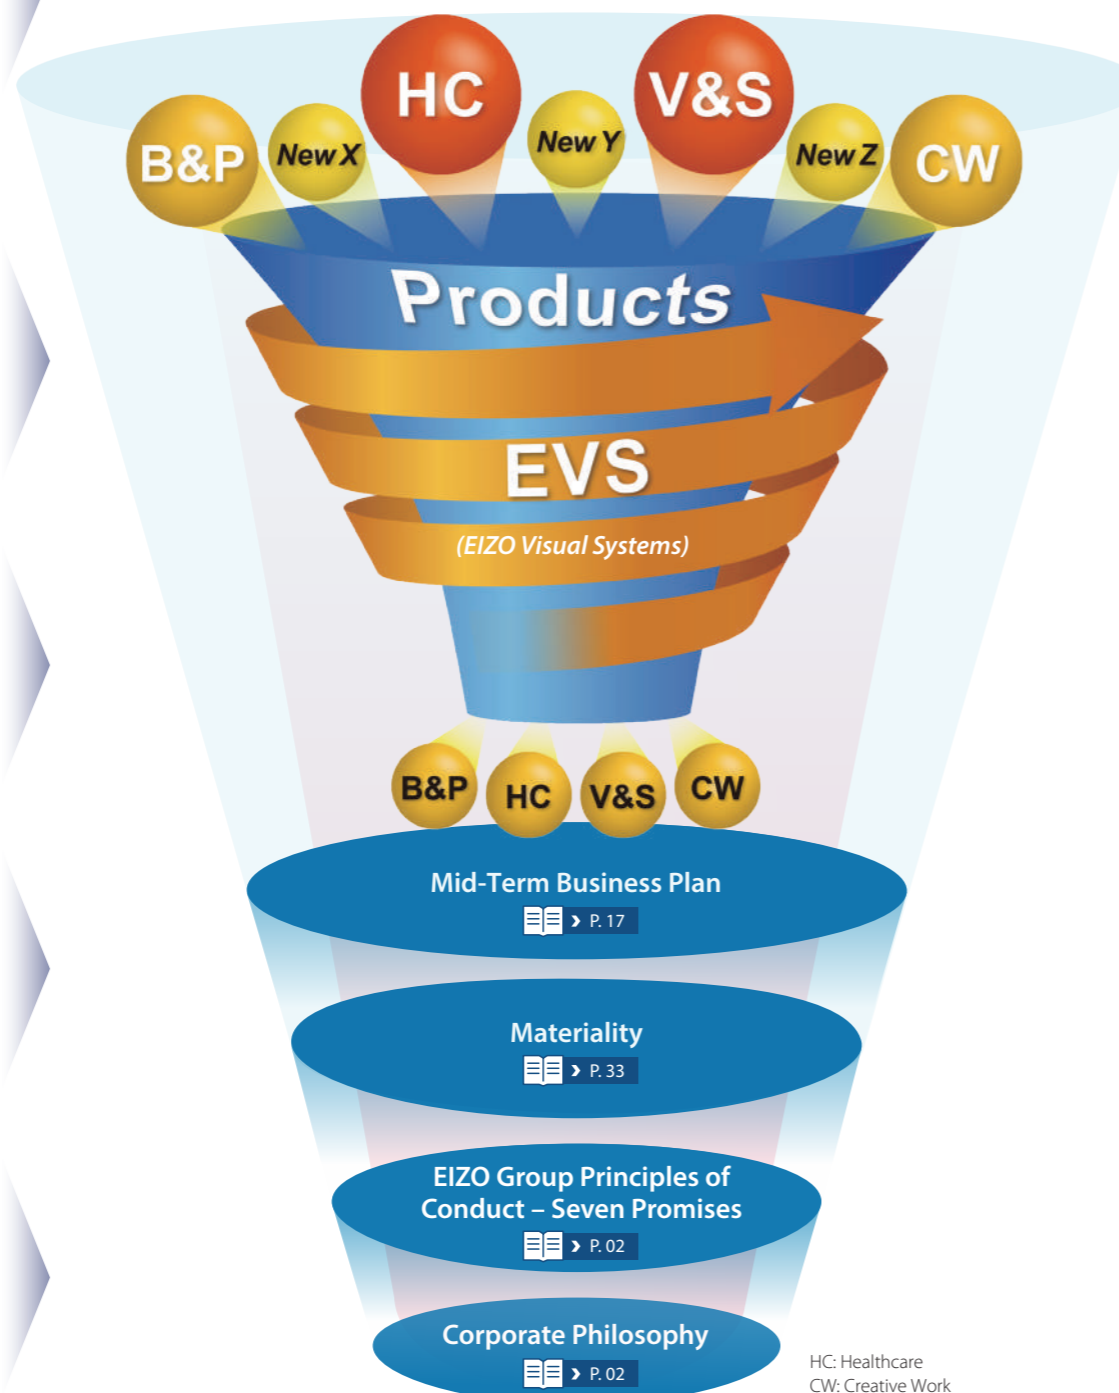 HC
V&S
B&P
New X
New Y
New Z
CW
Products
EVS
(EIZO Visual Systems)
B&P
HC
V&S
CW
Mid-Term Business Plan
P. 17
Materiality
P. 33
EIZO Group Principles of
Conduct – Seven Promises
P. 02
Corporate Philosophy
P. 02
HC: Healthcare
CW: Creative Work